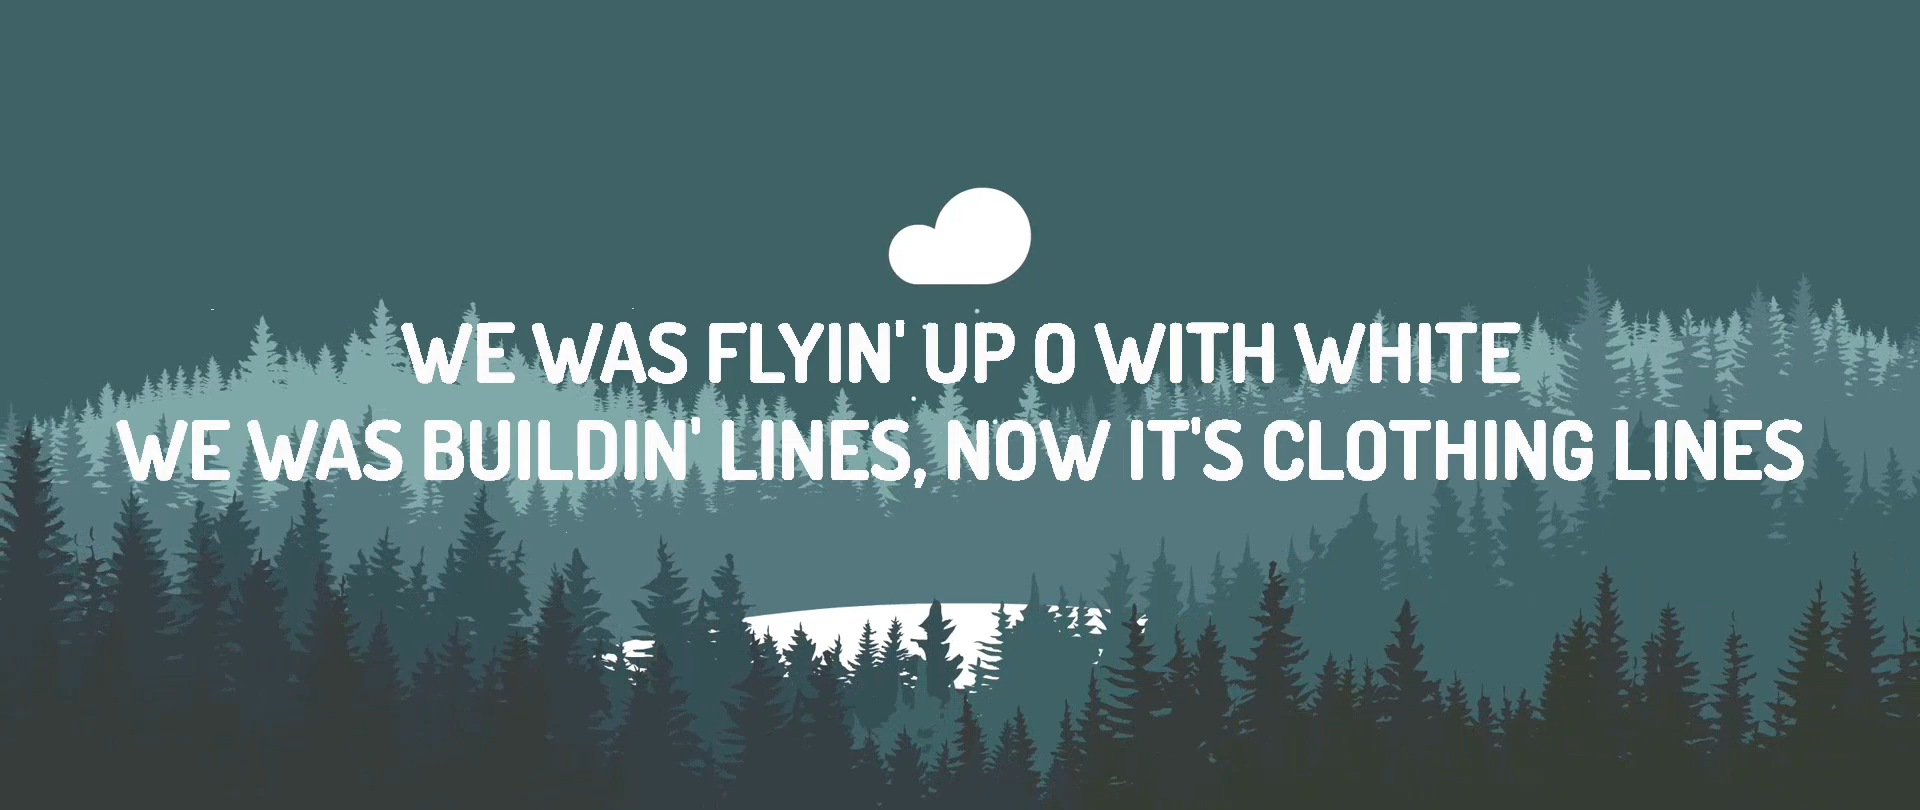 WE WAS FLYIN' UP O WITH WHITE
WE WAS BUILDIN' LINES, NOW IT'S CLOTHING LINES